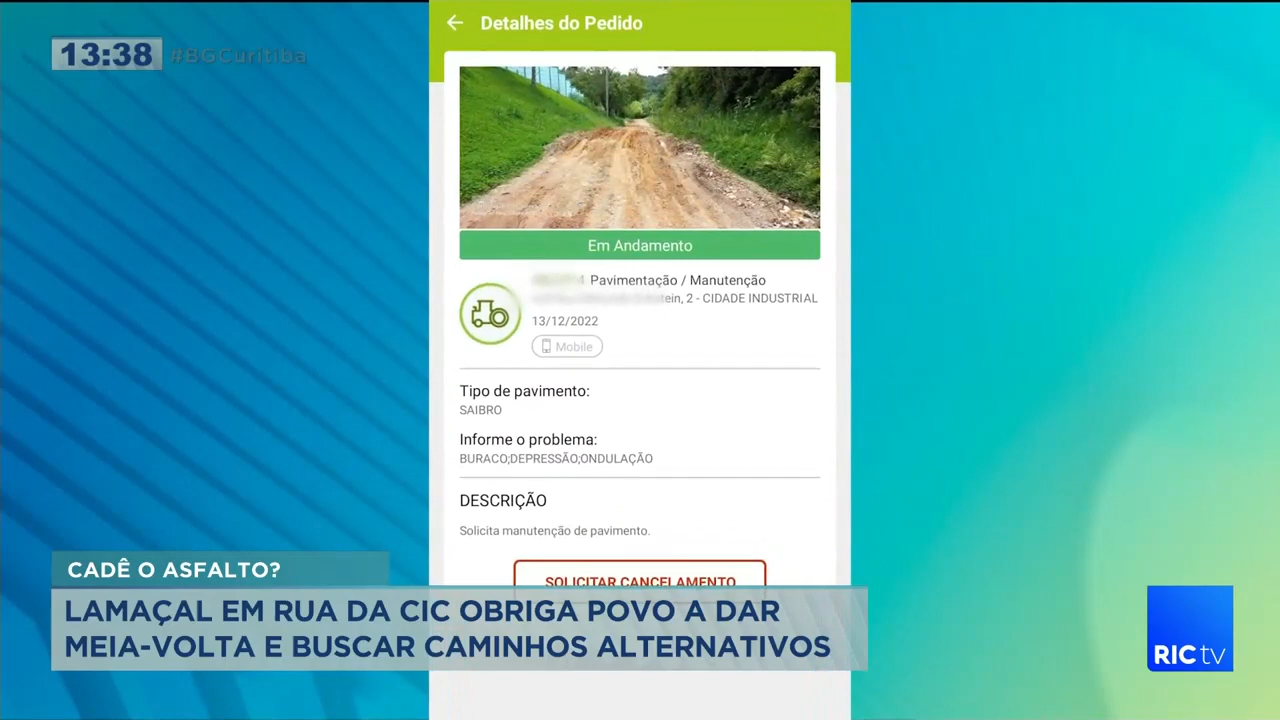 13:38 #BGCuritiba
Detalhes do Pedido
Em Andamento
Pavimentação / Manutenção
2 - CIDADE INDUSTRIAL
13/12/2022
Mobile
Tipo de pavimento:
SAIBRO
Informe o problema:
BURACO;DEPRESSÃO;ONDULAÇÃO
DESCRIÇÃO
Solicita manutenção de pavimento.
SOLICITAR CANCELAMENTO
CADÊ O ASFALTO?
LAMAÇAL EM RUA DA CIC OBRIGA POVO A DAR
MEIA-VOLTA E BUSCAR CAMINHOS ALTERNATIVOS
RIC tv